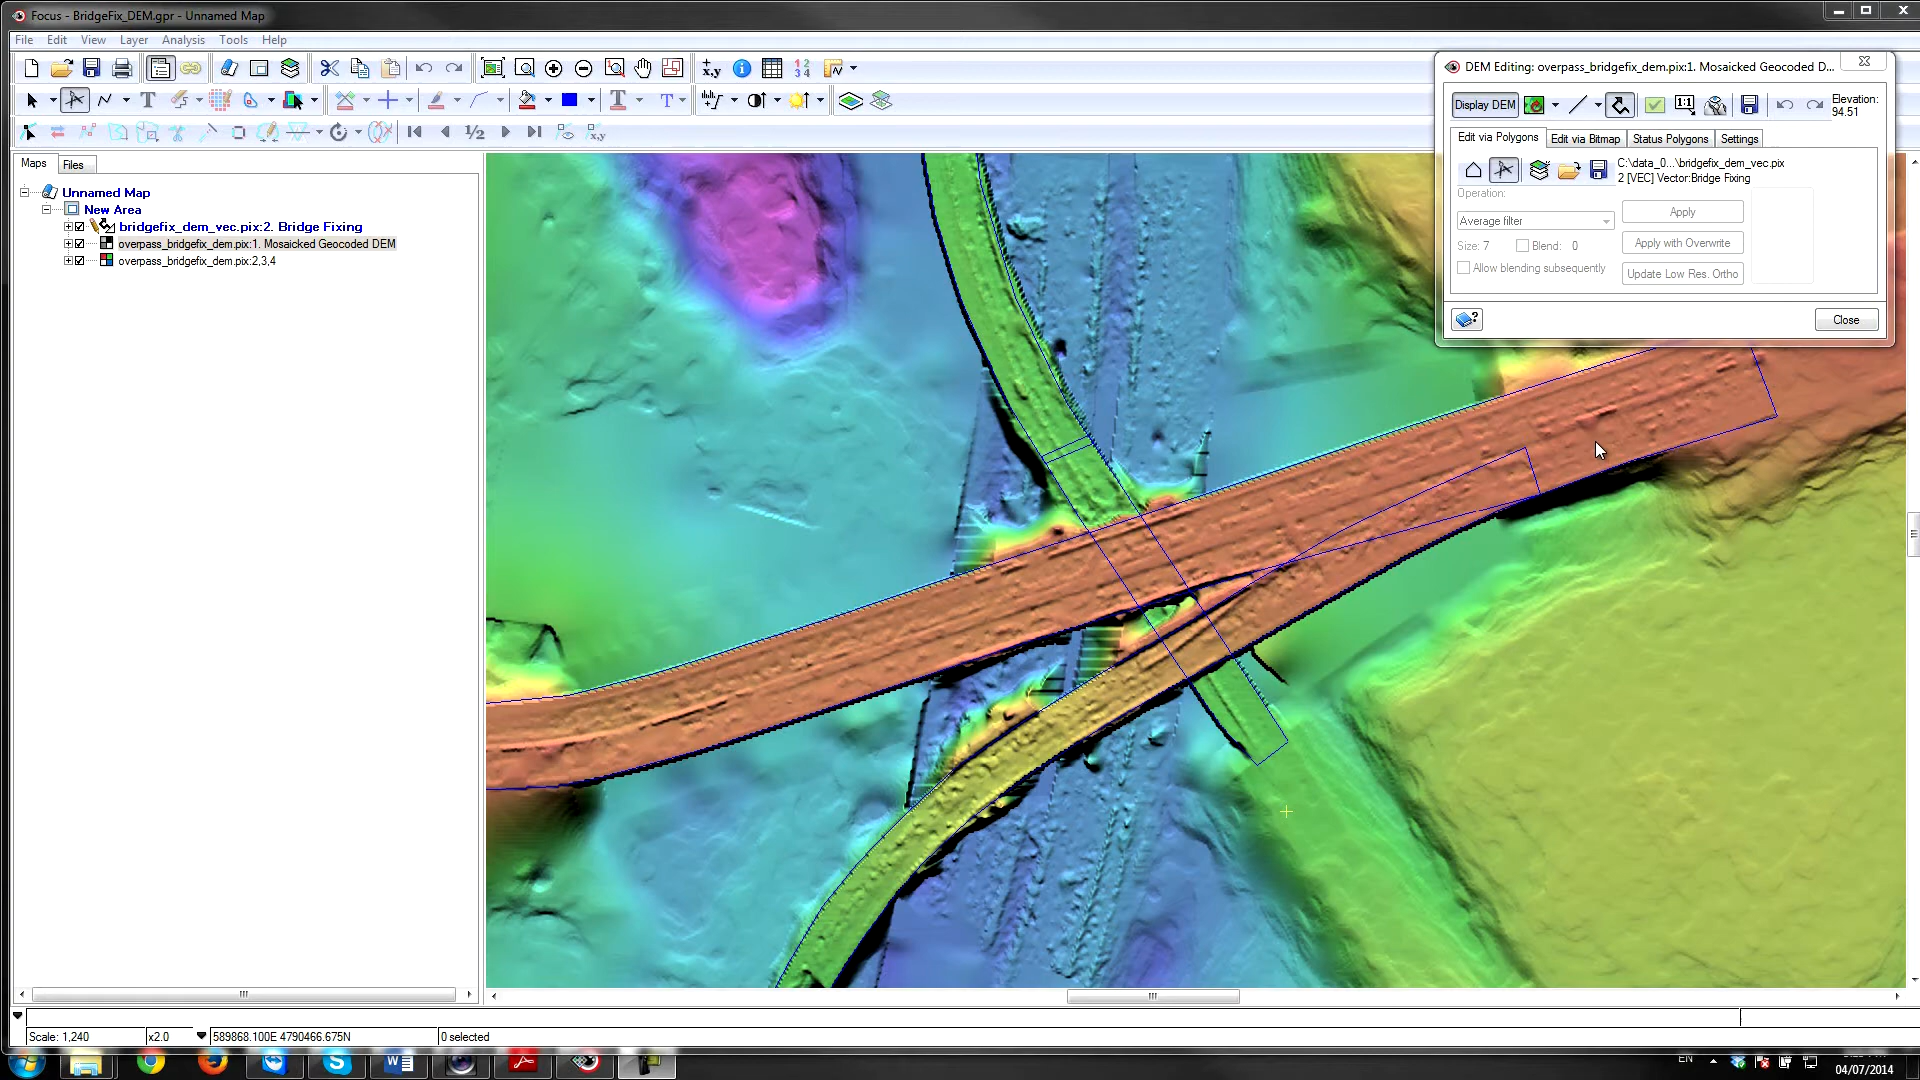 Focus - BridgeFix_DEM.gpr - Unnamed Map
File Edit View Layer Analysis Tools Help
Maps Files
Unnamed Map
New Area
bridgefix_dem_vec.pix:2. Bridge Fixing
overpass_bridgefix_dem.pix:1. Mosaicked Geocoded DEM
overpass_bridgefix_dem.pix:2,3,4
DEM Editing: overpass_bridgefix_dem.pix:1. Mosaicked Geocoded D...
Display DEM
1:1
Elevation:
94.51
Edit via Polygons Edit via Bitmap Status Polygons Settings
C:\data_0...\bridgefix_dem_vec.pix
2 [VEC] Vector:Bridge Fixing
Operation:
Average filter
Apply
Size: 7 Blend: 0
Apply with Overwrite
Allow blending subsequently
Update Low Res. Ortho
Close
Scale: 1,240 x2.0 589868.100E 4790466.675N 0 selected
EN
04/07/2014